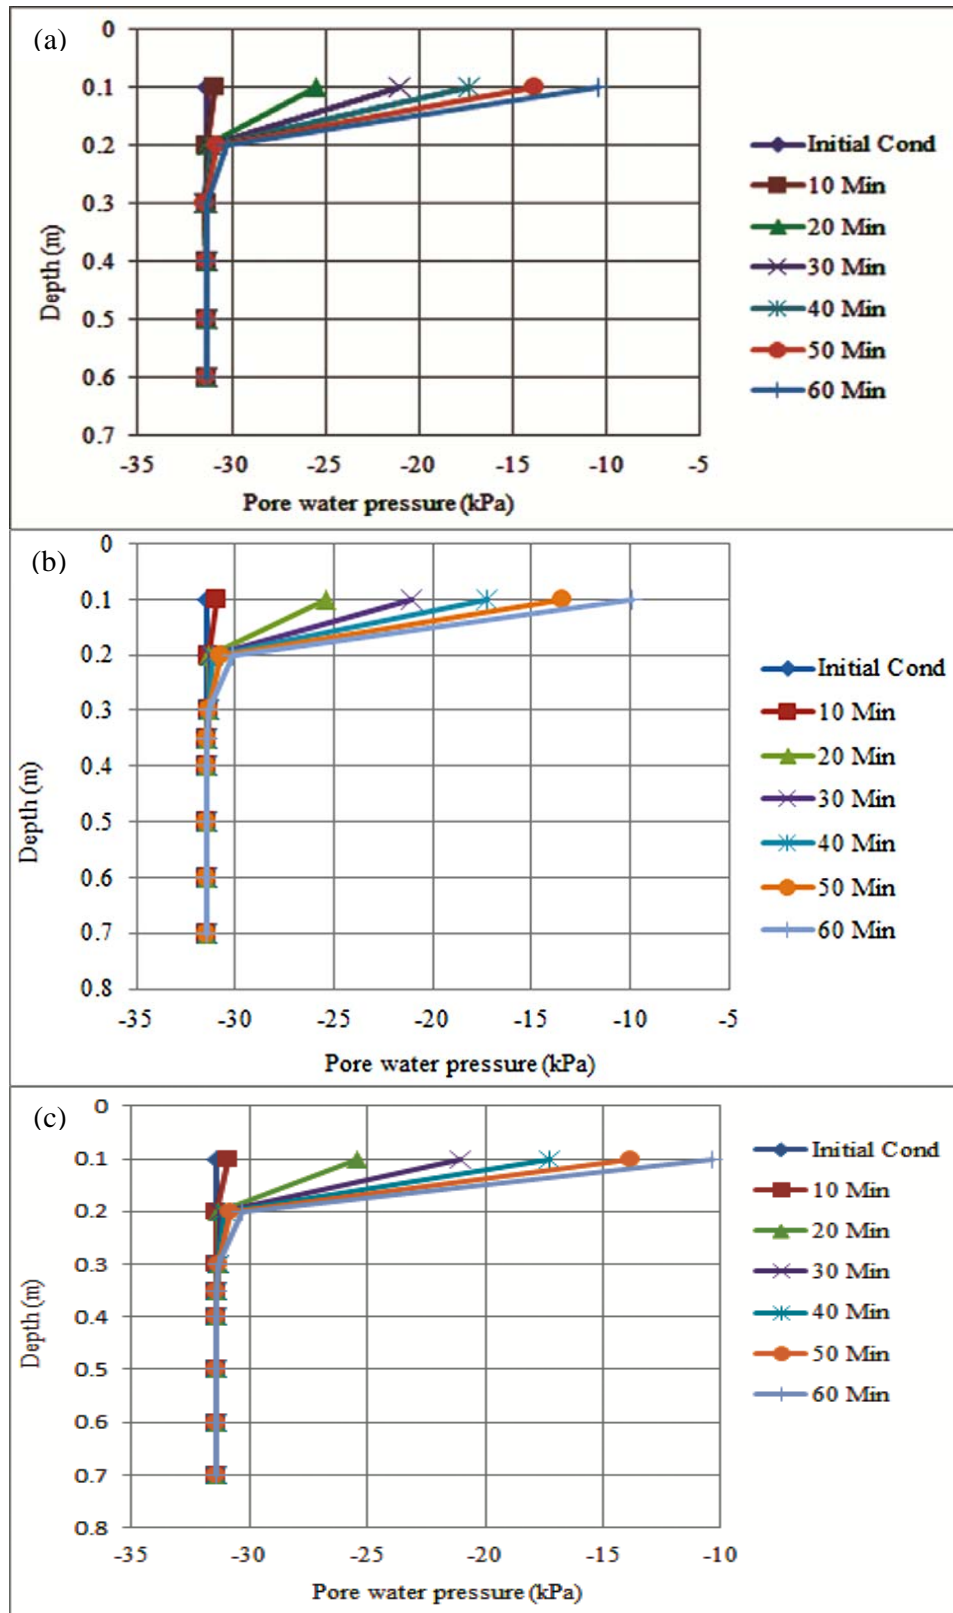 (a)
0
0.1
0.2
0.3
0.4
0.5
0.6
0.7
Depth (m)
-35 -30 -25 -20 -15 -10 -5
Pore water pressure (kPa)
Initial Cond
10 Min
20 Min
30 Min
40 Min
50 Min
60 Min
(b)
0
0.1
0.2
0.3
0.4
0.5
0.6
0.7
0.8
Depth (m)
-35 -30 -25 -20 -15 -10 -5
Pore water pressure (kPa)
Initial Cond
10 Min
20 Min
30 Min
40 Min
50 Min
60 Min
(c)
0
0.1
0.2
0.3
0.4
0.5
0.6
0.7
0.8
Depth (m)
-35 -30 -25 -20 -15 -10
Pore water pressure (kPa)
Initial Cond
10 Min
20 Min
30 Min
40 Min
50 Min
60 Min